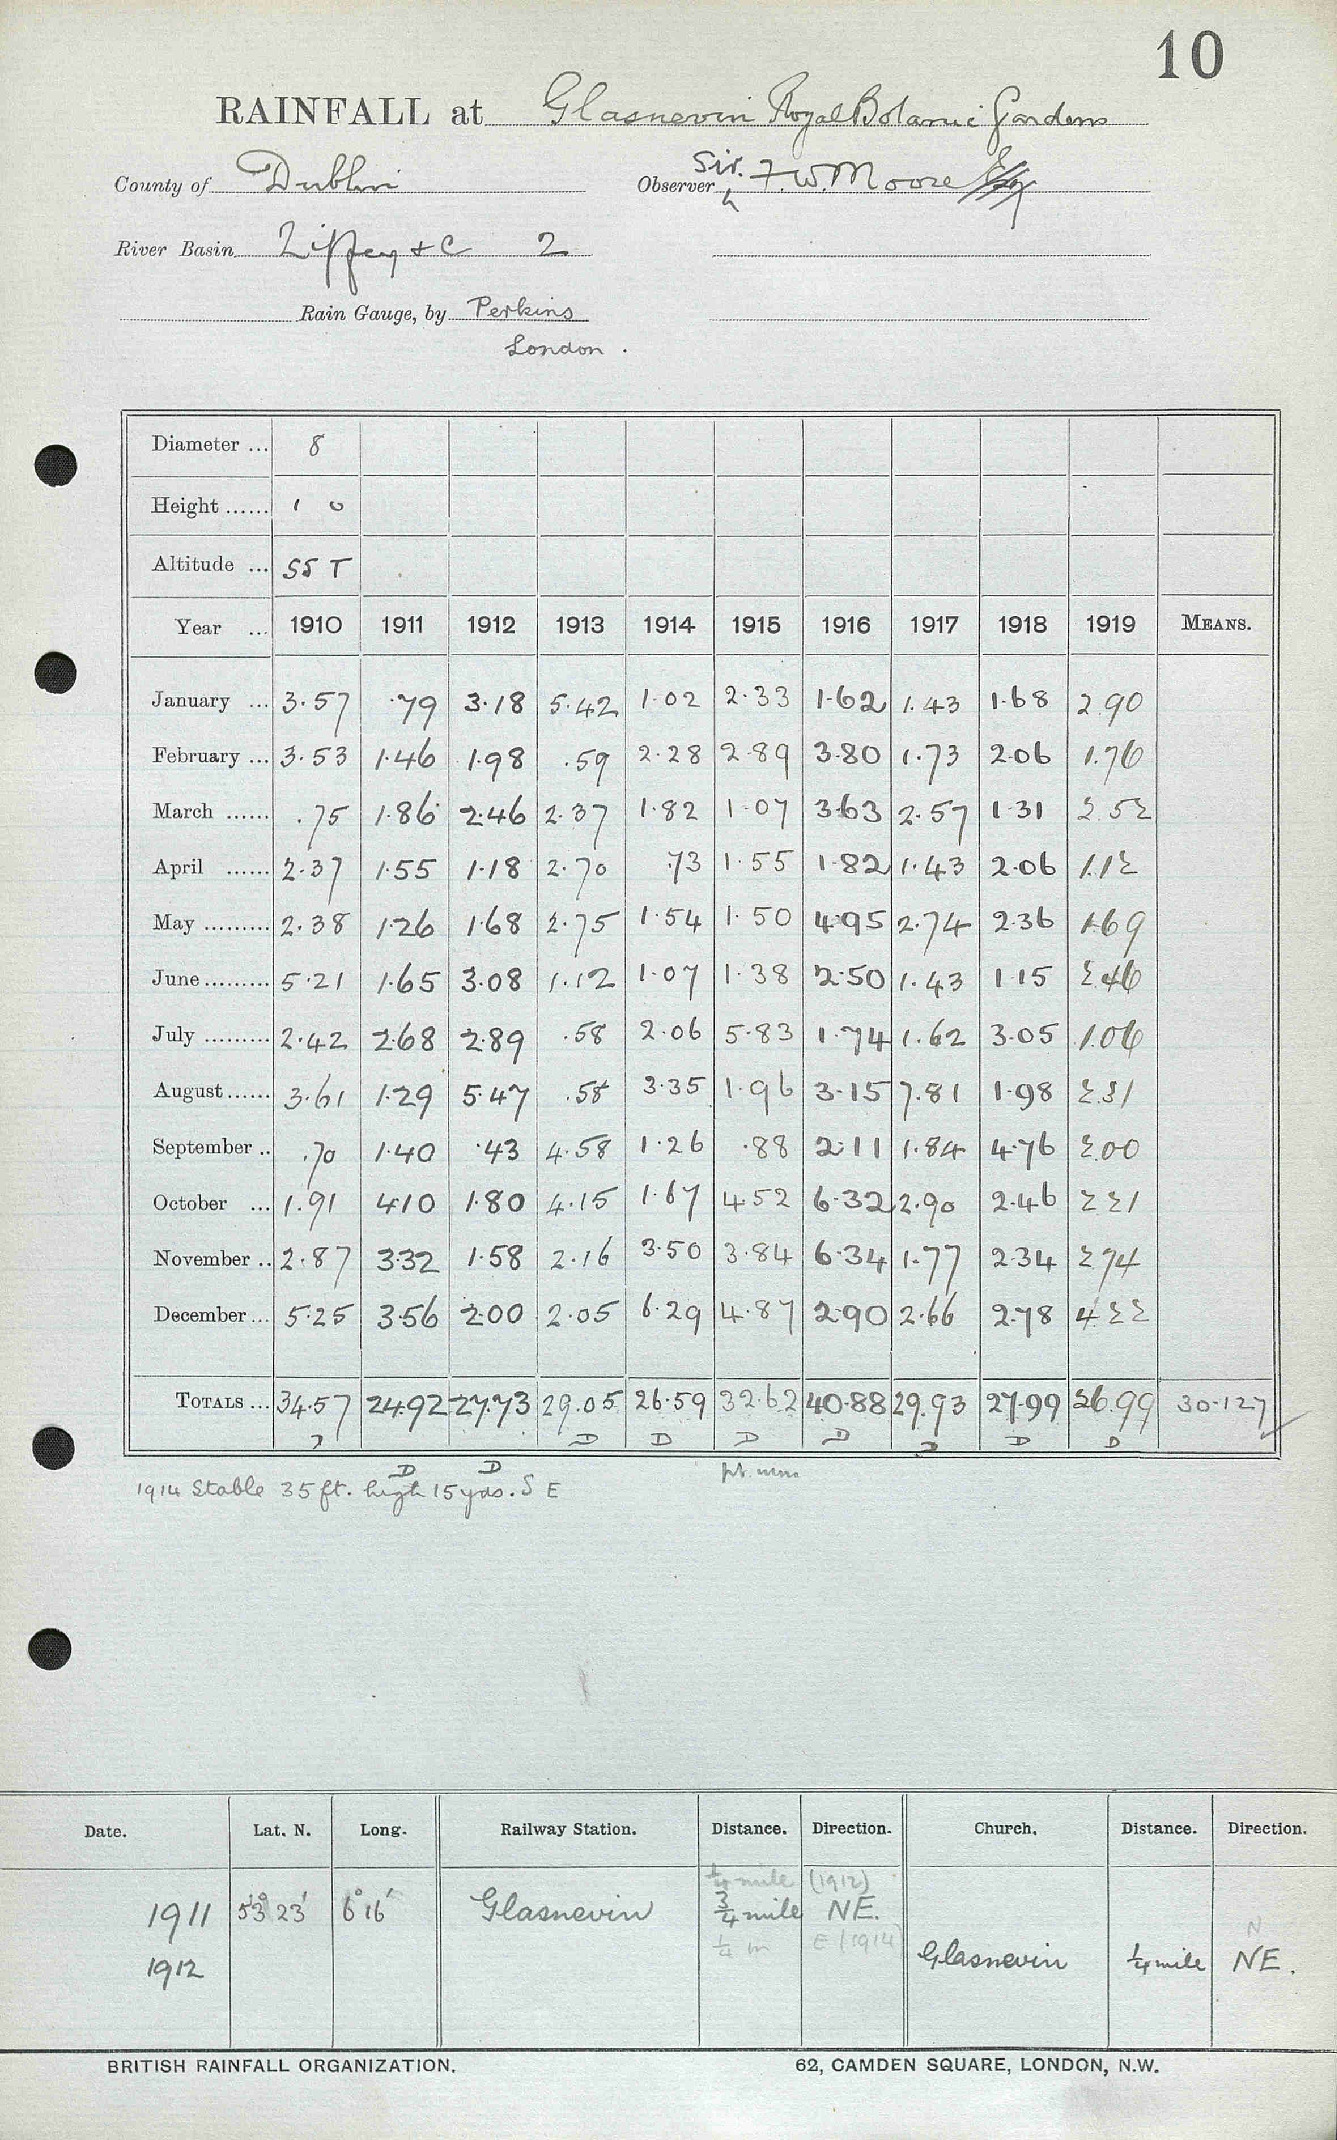 10
RAINFALL at Glasnevin Royal Botanic Gardens
County of Dublin Observer Sir. F. W. Moore Esq
River Basin Liffey & C 2
Rain Gauge, by Perkins
London.
Diameter ... 8
Height ...... 1 0
Altitude ... 55 T
Year ... 1910 1911 1912 1913 1914 1915 1916 1917 1918 1919 MEANS.
January ... 3.57 .79 3.18 5.42 1.02 2.33 1.62 1.43 1.68 2.90
February ... 3.53 1.46 1.98 .59 2.28 2.89 3.80 1.73 2.06 1.76
March ...... .75 1.86 2.46 2.37 1.82 1.07 3.63 2.57 1.31 2.52
April ...... 2.37 1.55 1.18 2.70 .73 1.55 1.82 1.43 2.06 1.12
May ......... 2.38 1.26 1.68 2.75 1.54 1.50 4.95 2.74 2.36 1.69
June ......... 5.21 1.65 3.08 1.12 1.07 1.38 2.50 1.43 1.15 2.46
July ......... 2.42 2.68 2.89 .58 2.06 5.83 1.74 1.62 3.05 1.06
August ...... 3.61 1.29 5.47 .58 3.35 1.96 3.15 7.81 1.98 2.31
September .. .70 1.40 .43 4.58 1.26 .88 2.11 1.84 4.76 2.00
October ... 1.91 4.10 1.80 4.15 1.67 4.52 6.32 2.90 2.46 2.21
November .. 2.87 3.32 1.58 2.16 3.50 3.84 6.34 1.77 2.34 2.74
December ... 5.25 3.56 2.00 2.05 6.29 4.87 2.90 2.66 2.78 4.22
TOTALS ... 34.57 24.92 27.73 29.05 26.59 32.62 40.88 29.93 27.99 26.99 30.127
D D D D D D D D
D D
1914 Stable 35 ft. high 15 yds. S E
Date. Lat. N. Long. Railway Station. Distance. Direction. Church. Distance. Direction.
¼ mile (1912)
1911 53° 23' 6° 16' Glasnevin ¾ mile NE.
¼ m E (1914) N
1912 Glasnevin ¼ mile NE.
BRITISH RAINFALL ORGANIZATION. 62, CAMDEN SQUARE, LONDON, N.W.